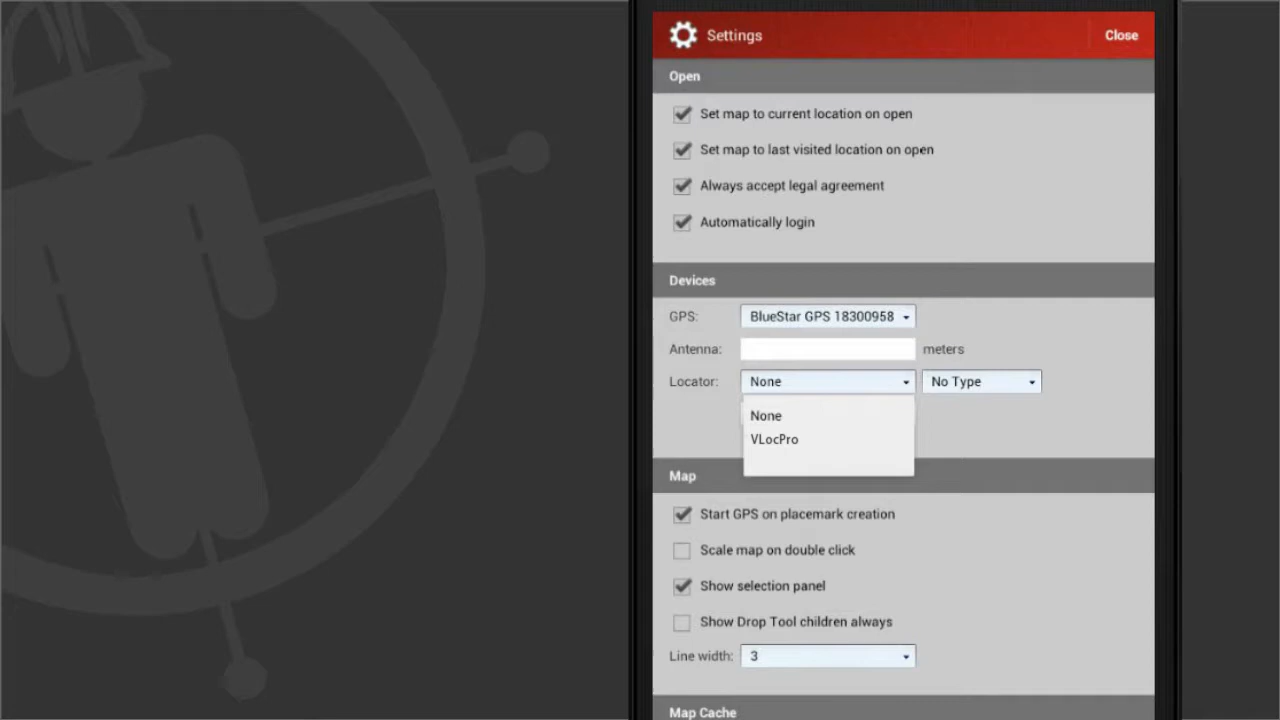 Settings
Close
Open
Set map to current location on open
Set map to last visited location on open
Always accept legal agreement
Automatically login
Devices
GPS: BlueStar GPS 18300958
Antenna: meters
Locator: None No Type
None
VLocPro
Map
Start GPS on placemark creation
Scale map on double click
Show selection panel
Show Drop Tool children always
Line width: 3
Map Cache